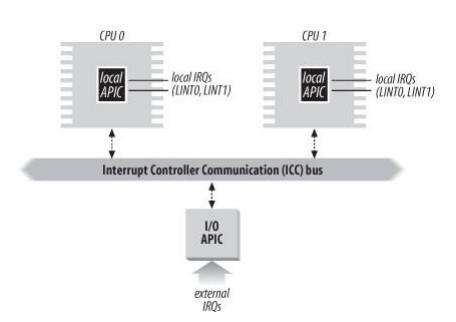 CPU 0
CPU 1
local
APIC
local IRQs
(LINT0, LINT1)
local
APIC
local IRQs
(LINT0, LINT1)
Interrupt Controller Communication (ICC) bus
I/O
APIC
external
IRQs